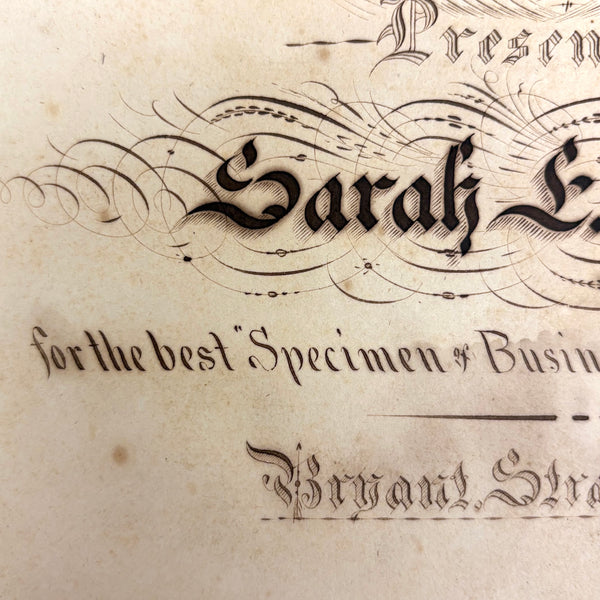 Presen
Sarah E.
for the best "Specimen of Busin
Bryant, Stra